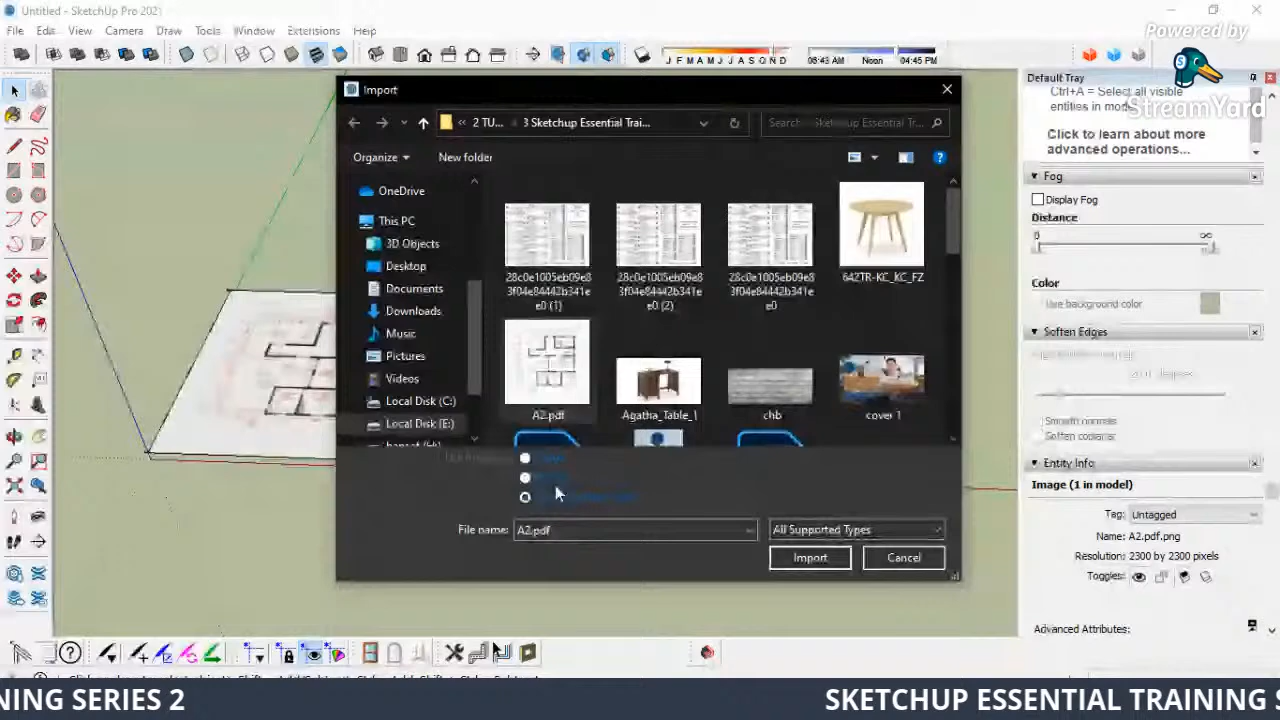 Untitled - SketchUp Pro 2021
File Edit View Camera Draw Tools Window Extensions Help
Powered by
StreamYard
J F M A M J J A S O N D
06:43 AM Noon 04:45 PM
Import
2 TU... 3 Sketchup Essential Trai...
Search Sketchup Essential Tr...
Organize New folder
OneDrive
This PC
3D Objects
Desktop
Documents
Downloads
Music
Pictures
Videos
Local Disk (C:)
Local Disk (E:)
28c0e1005eb09e8
3f04e84442b341e
e0 (1)
28c0e1005eb09e8
3f04e84442b341e
e0 (2)
28c0e1005eb09e8
3f04e84442b341e
e0
642TR-KC_KC_FZ
A2.pdf
Agatha_Table_1
chb
cover 1
File name: A2.pdf
All Supported Types
Import Cancel
Default Tray
Ctrl+A = Select all visible
entities in
Click to learn about more
advanced operations...
Fog
Display Fog
Distance
0 ∞
Color
Use background color
Soften Edges
Smooth normals
Soften coplanar
Entity Info
Image (1 in model)
Tag: Untagged
Name: A2.pdf.png
Resolution: 2300 by 2300 pixels
Toggles:
Advanced Attributes:
NING SERIES 2
SKETCHUP ESSENTIAL TRAINING S